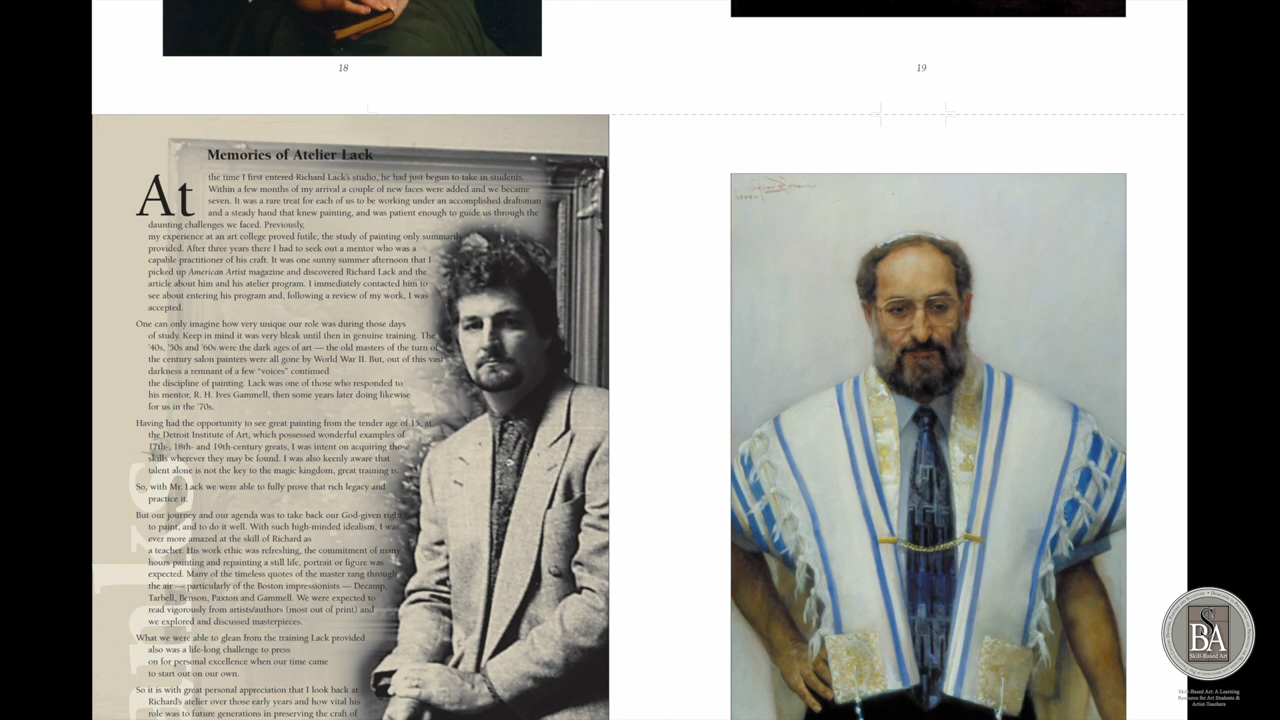 18
19
Memories of Atelier Lack
At the time I first entered Richard Lack's studio, he had just begun to take in students.
Within a few months of my arrival a couple of new faces were added and we became
seven. It was a rare treat for each of us to be working under an accomplished draftsman
and a steady hand that knew painting, and was patient enough to guide us through the
daunting challenges we faced. Previously,
my experience at an art college proved futile, the study of painting only summarily
provided. After three years there I had to seek out a mentor who was a
capable practitioner of his craft. It was one sunny summer afternoon that I
picked up American Artist magazine and discovered Richard Lack and the
article about him and his atelier program. I immediately contacted him to
see about entering his program and, following a review of my work, I was
accepted.
One can only imagine how very unique our role was during those days
of study. Keep in mind it was very bleak until then in genuine training. The
'40s, '50s and '60s were the dark ages of art — the old masters of the turn of
the century salon painters were all gone by World War II. But, out of this vast
darkness a remnant of a few “voices” continued
the discipline of painting. Lack was one of those who responded to
his mentor, R. H. Ives Gammell, then some years later doing likewise
for us in the '70s.
Having had the opportunity to see great painting from the tender age of 15, at
the Detroit Institute of Art, which possessed wonderful examples of
17th-, 18th- and 19th-century greats, I was intent on acquiring those
skills wherever they may be found. I was also keenly aware that
talent alone is not the key to the magic kingdom, great training is.
So, with Mr. Lack we were able to fully prove that rich legacy and
practice it.
But our journey and our agenda was to take back our God-given right
to paint, and to do it well. With such high-minded idealism, I was
ever more amazed at the skill of Richard as
a teacher. His work ethic was refreshing, the commitment of many
hours painting and repainting a still life, portrait or figure was
expected. Many of the timeless quotes of the master rang through
the air — particularly of the Boston impressionists — Decamp,
Tarbell, Benson, Paxton and Gammell. We were expected to
read vigorously from artists/authors (most out of print) and
we explored and discussed masterpieces.
What we were able to glean from the training Lack provided
also was a life-long challenge to press
on for personal excellence when our time came
to start out on our own.
So it is with great personal appreciation that I look back at
Richard's atelier over those early years and how vital his
role was to future generations in preserving the craft of
SBA
Skill-Based Art
Skill-Based Art: A Learning
Resource for Art Students &
Artist-Teachers